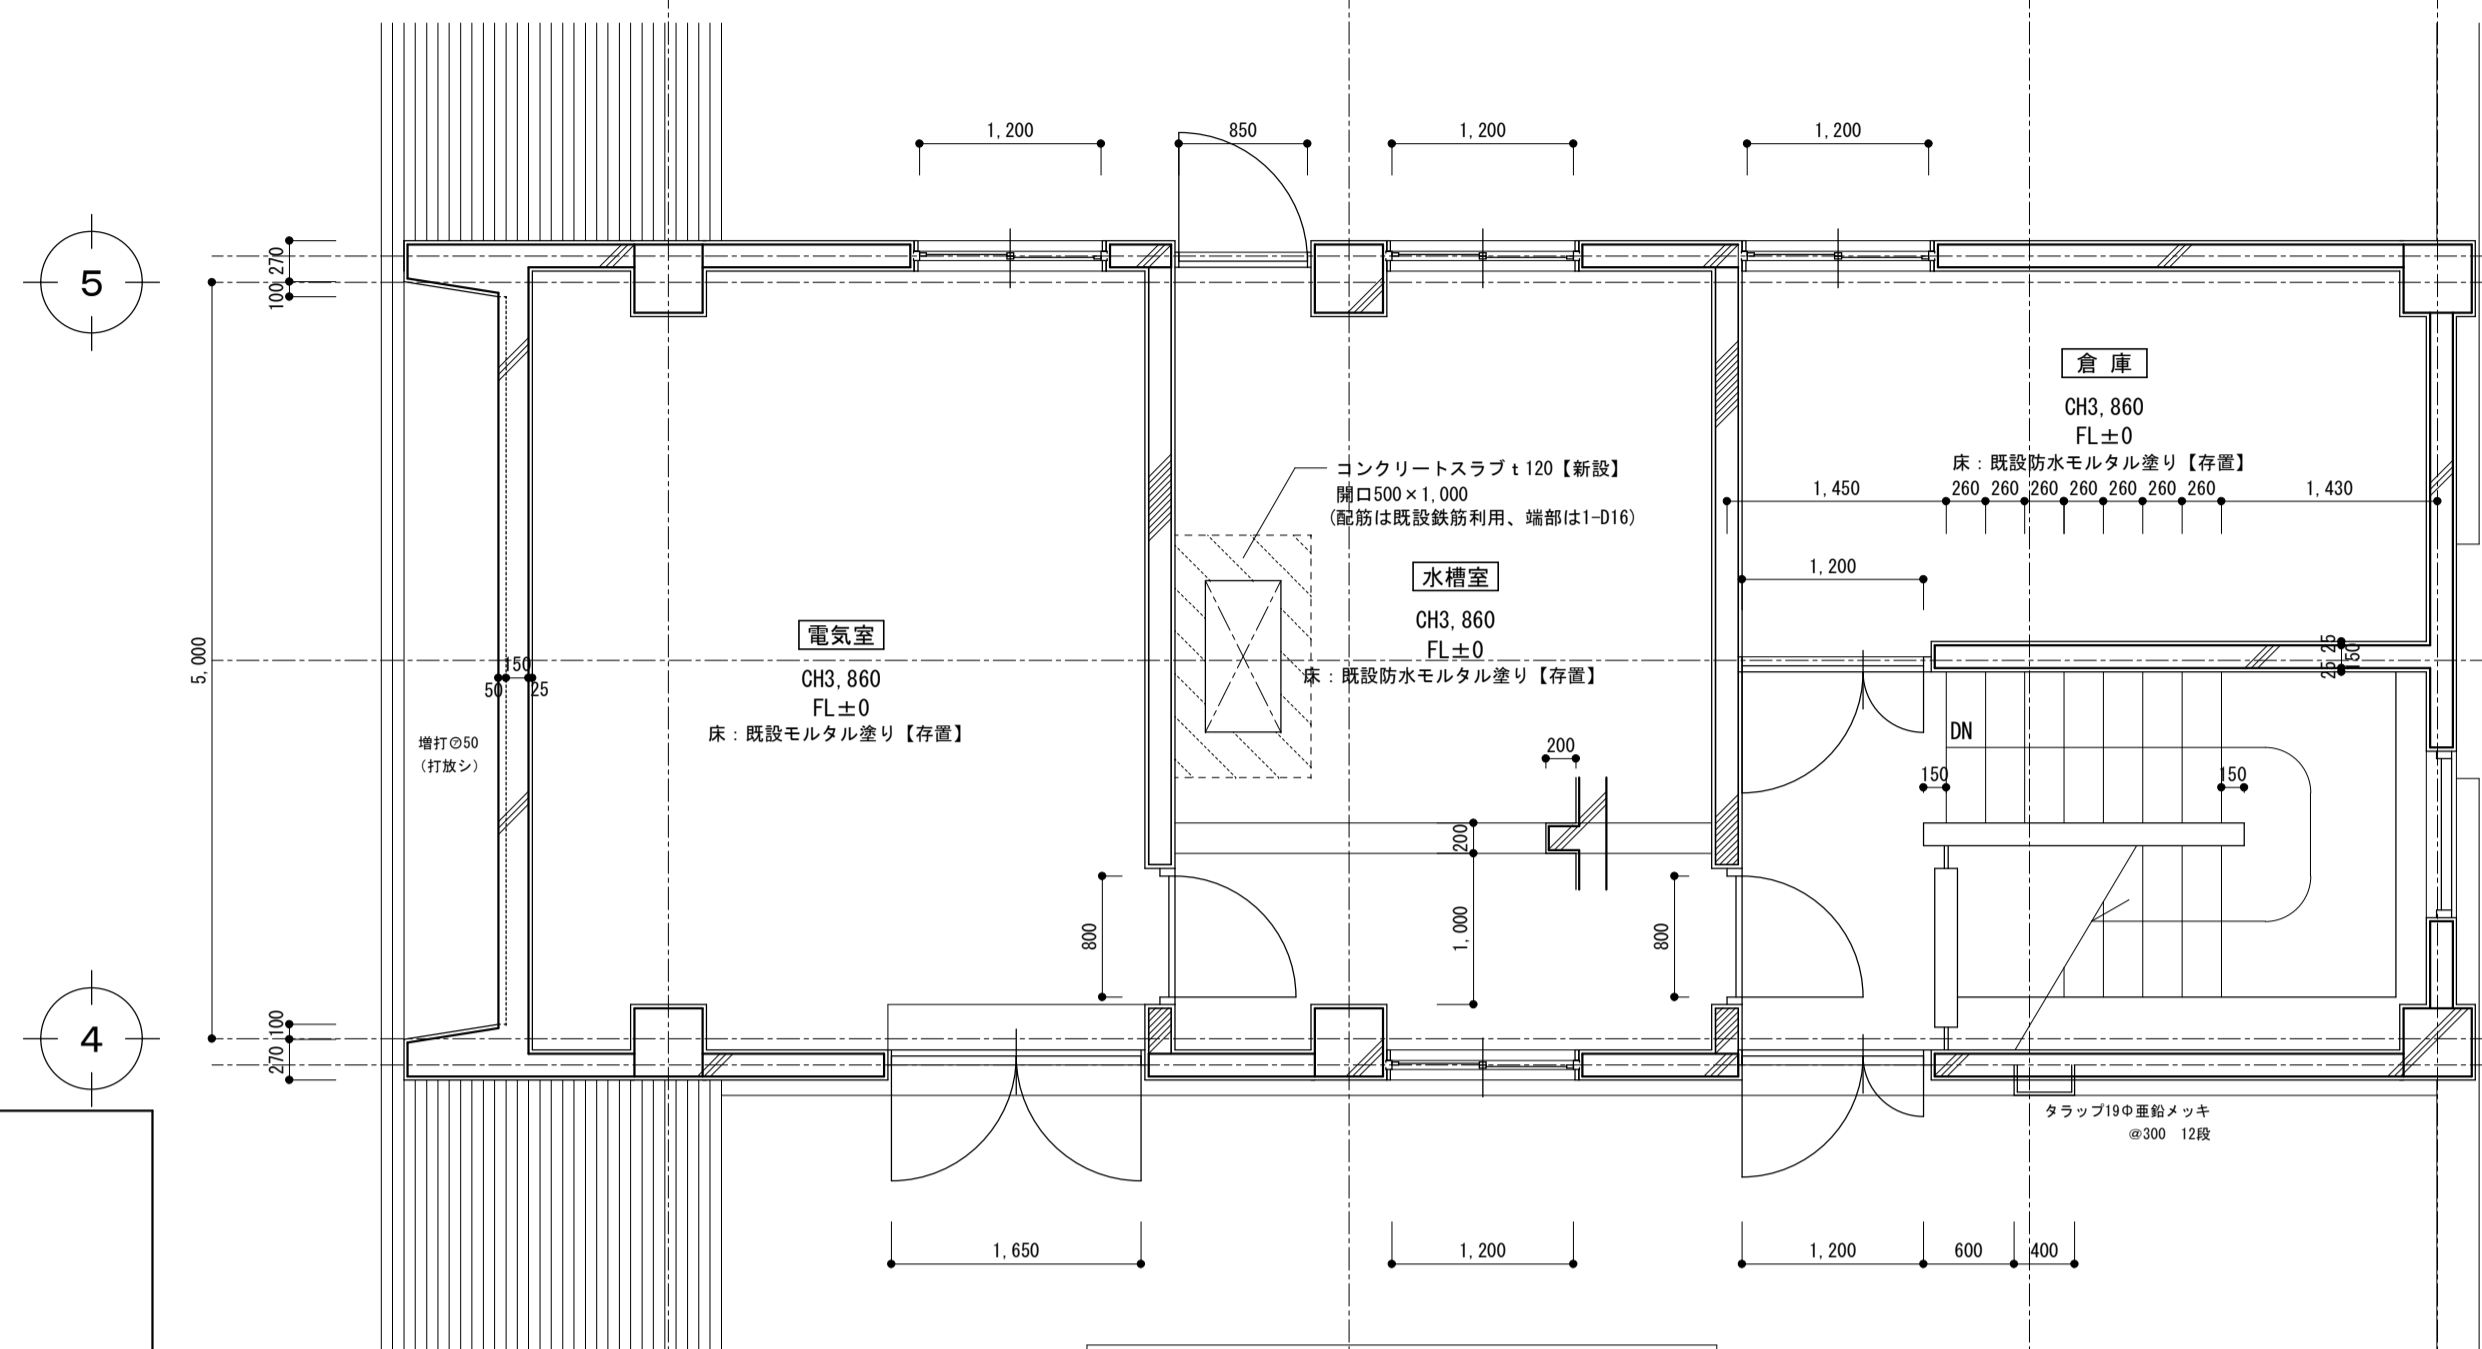 1,200
850
1,200
1,200
5
270
100
倉 庫
CH3,860
FL±0
床：既設防水モルタル塗り【存置】
1,450
260
260
260
260
260
260
260
1,430
コンクリートスラブｔ120【新設】
開口500×1,000
(配筋は既設鉄筋利用、端部は1-D16)
水槽室
CH3,860
FL±0
床：既設防水モルタル塗り【存置】
1,200
25
150
25
5,000
電気室
CH3,860
FL±0
床：既設モルタル塗り【存置】
150
50
25
増打㋐50
（打放シ）
DN
200
150
150
200
1,000
800
800
4
100
270
タラップ19Φ亜鉛メッキ
@300 12段
1,650
1,200
1,200
600
400